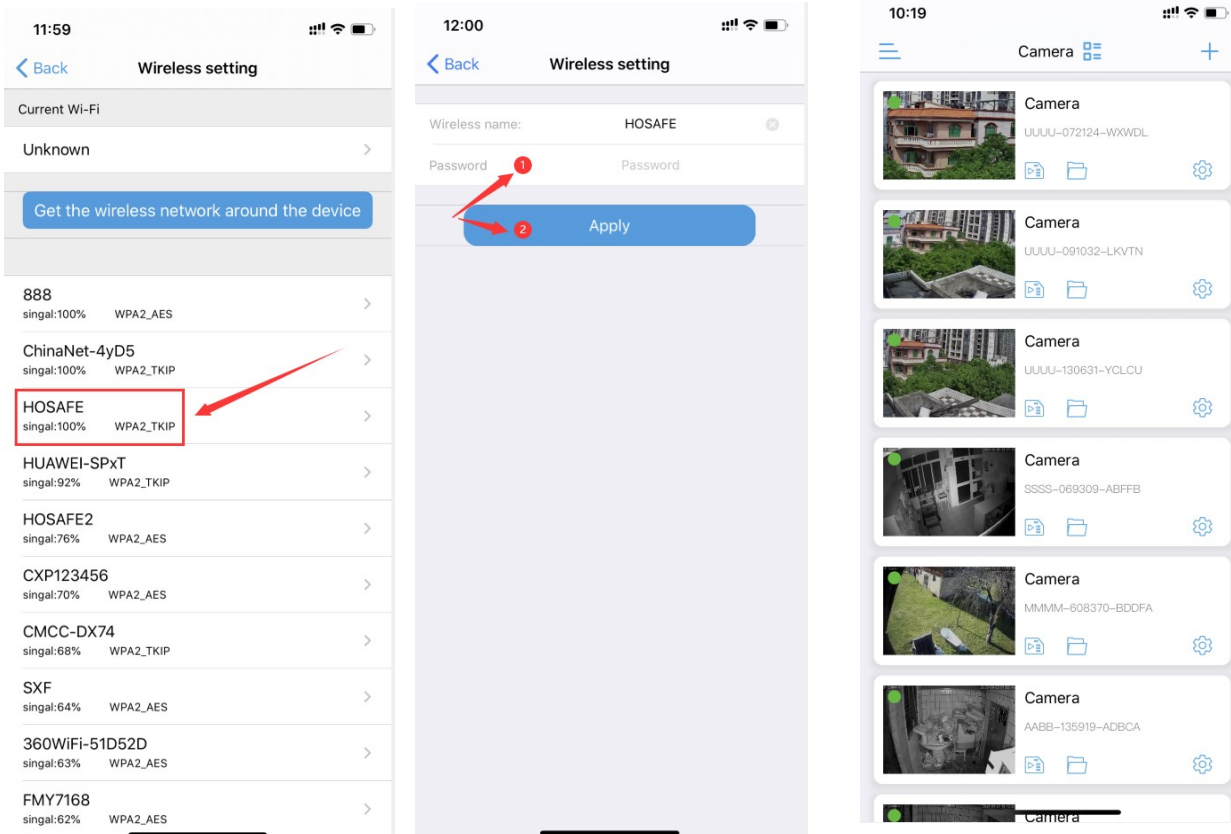 11:59
Back
Wireless setting
Current Wi-Fi
Unknown
Get the wireless network around the device
888
singal:100% WPA2_AES
ChinaNet-4yD5
singal:100% WPA2_TKIP
HOSAFE
singal:100% WPA2_TKIP
HUAWEI-SPxT
singal:92% WPA2_TKIP
HOSAFE2
singal:76% WPA2_AES
CXP123456
singal:70% WPA2_AES
CMCC-DX74
singal:68% WPA2_TKIP
SXF
singal:64% WPA2_AES
360WiFi-51D52D
singal:63% WPA2_AES
FMY7168
singal:62% WPA2_AES
12:00
Back
Wireless setting
Wireless name: HOSAFE
Password 1 Password
2 Apply
10:19
Camera
Camera
UUUU-072124-WXWDL
Camera
UUUU-091032-LKVTN
Camera
UUUU-130631-YCLCU
Camera
SSSS-069309-ABFFB
Camera
MMMM-608370-BDDFA
Camera
AABB-135919-ADBCA
Camera